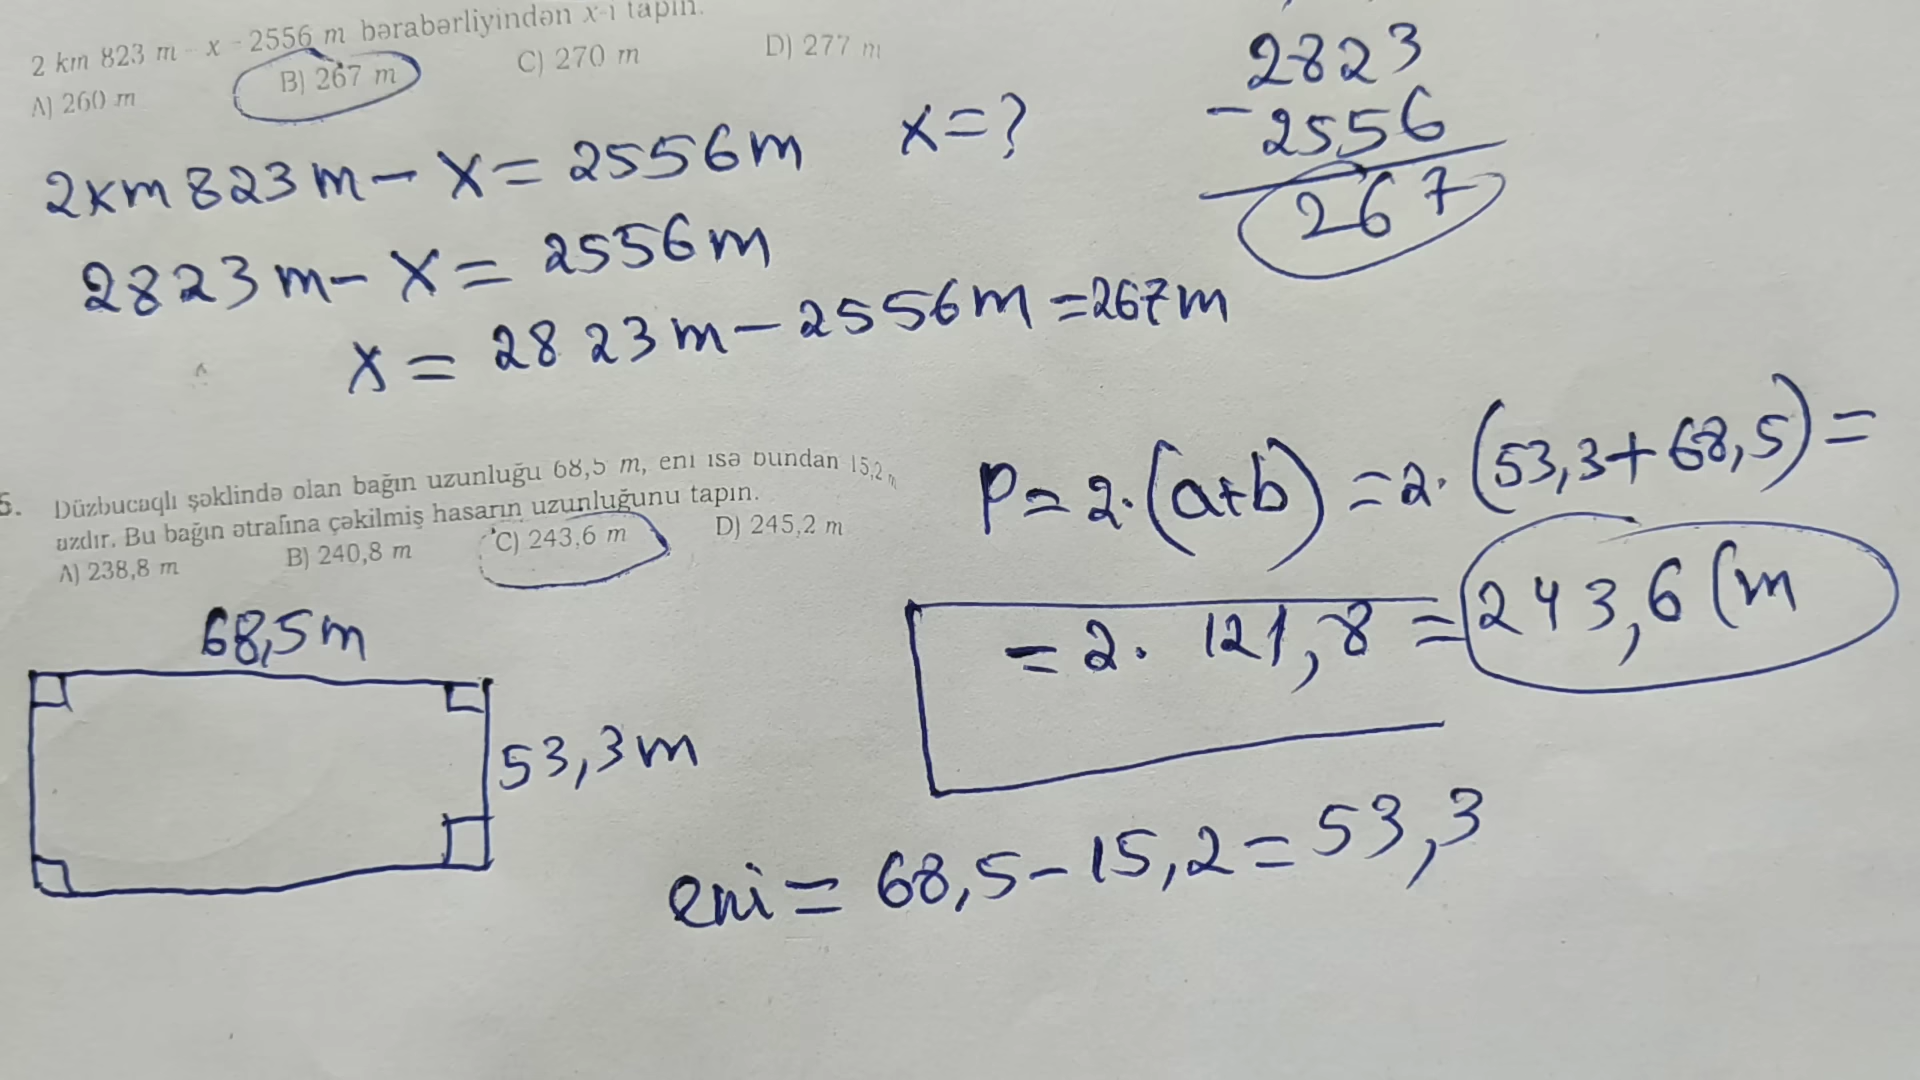 2 km 823 m - x - 2556 m bərabərliyindən x-i tapın.
A) 260 m B) 267 m C) 270 m D) 277 m
2823
- 2556
267
2km 823m - x = 2556m x=?
2823m - x = 2556m
x = 2823m - 2556m = 267m
5. Düzbucaqlı şəklində olan bağın uzunluğu 68,5 m, eni isə bundan 15,2 m
azdır. Bu bağın ətrafına çəkilmiş hasarın uzunluğunu tapın.
A) 238,8 m B) 240,8 m C) 243,6 m D) 245,2 m
P = 2·(a+b) = 2·(53,3+68,5) =
= 2· 121,8 = 243,6 (m
68,5m
53,3m
eni = 68,5 - 15,2 = 53,3